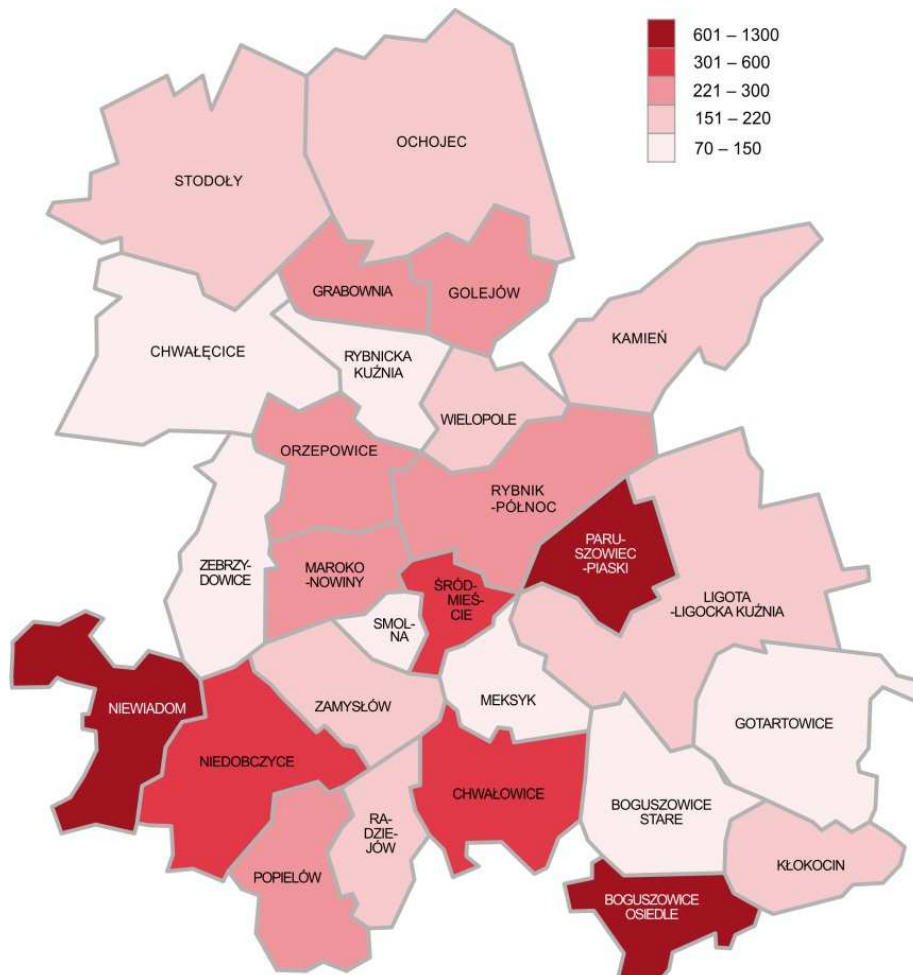 601 – 1300
301 – 600
221 – 300
151 – 220
70 – 150
OCHOJEC
STODOŁY
GRABOWNIA
GOLEJÓW
KAMIEŃ
CHWAŁĘCICE
RYBNICKA
KUŹNIA
WIELOPOLE
ORZEPOWICE
RYBNIK
-PÓŁNOC
PARU-
SZOWIEC
-PIASKI
ZEBRZY-
DOWICE
MAROKO
-NOWINY
ŚRÓD-
MIEŚ-
CIE
SMOL-
NA
LIGOTA
-LIGOCKA KUŹNIA
NIEWIADOM
ZAMYSŁÓW
MEKSYK
GOTARTOWICE
NIEDOBCZYCE
CHWAŁOWICE
BOGUSZOWICE
STARE
RA-
DZIE-
JÓW
POPIELÓW
KŁOKOCIN
BOGUSZOWICE
OSIEDLE